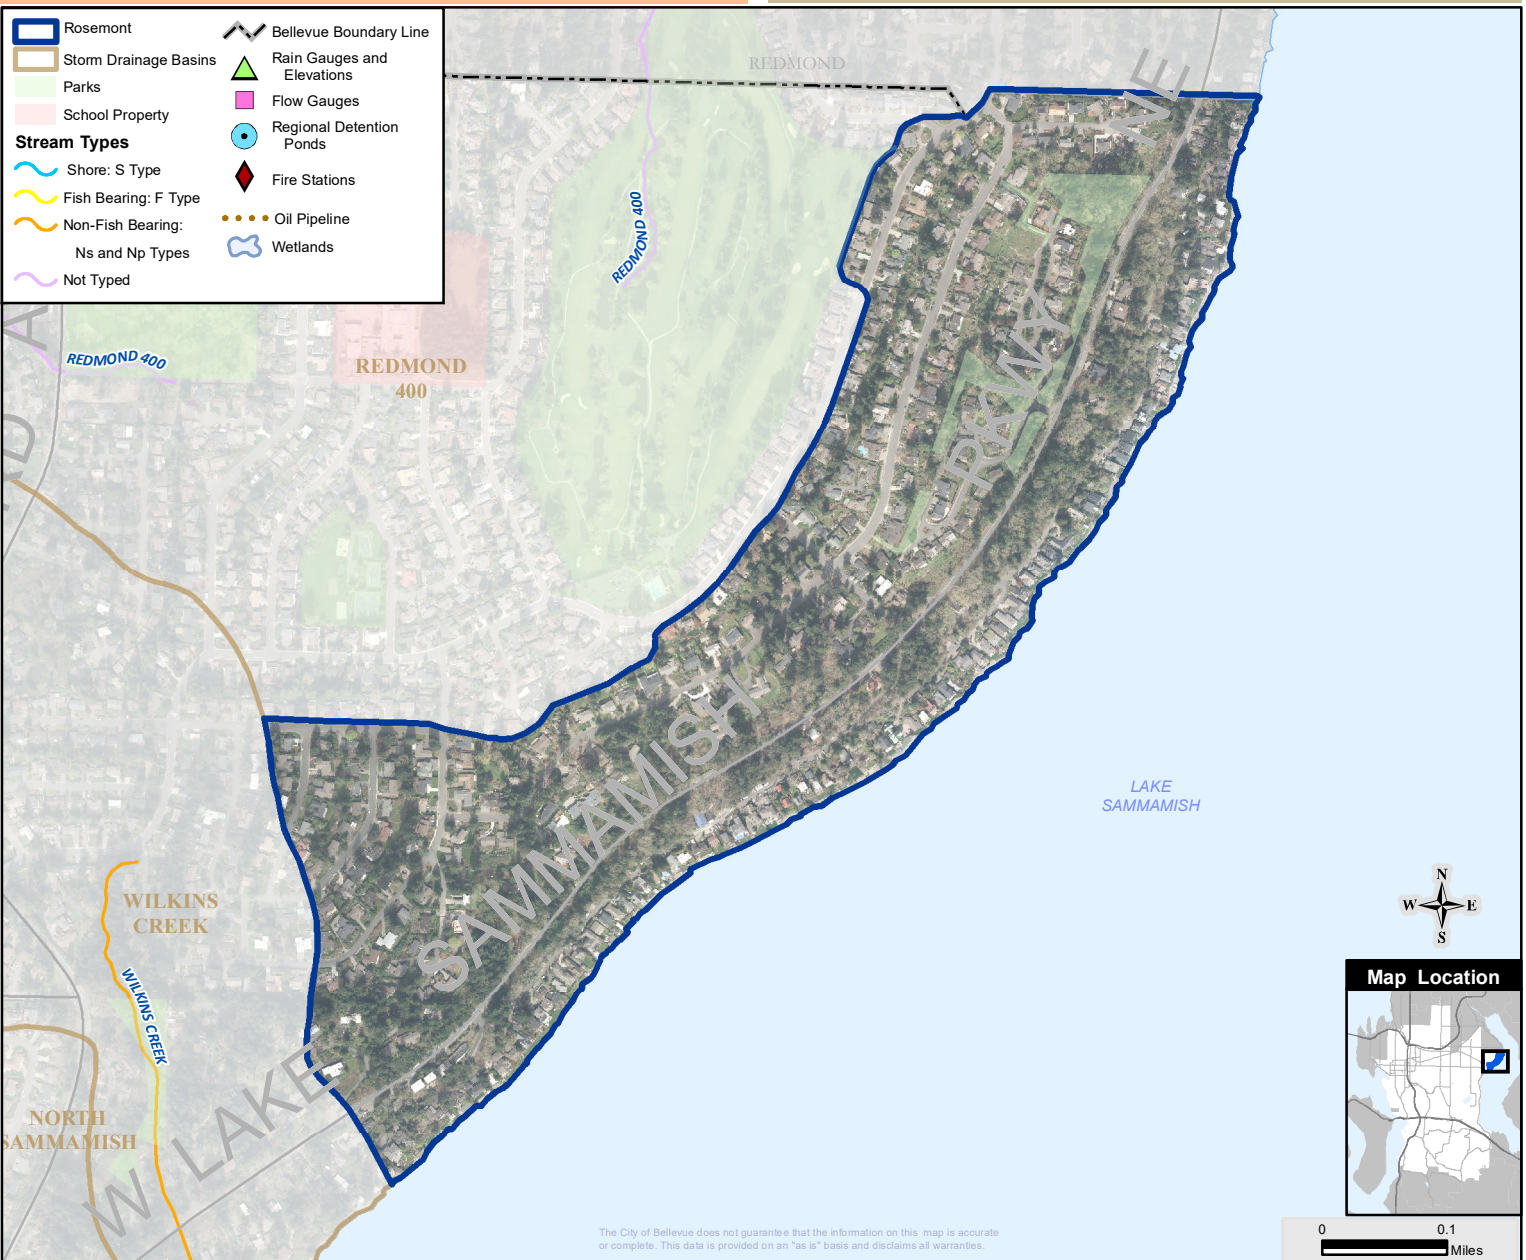 Rosemont
Storm Drainage Basins
Parks
School Property
Stream Types
Shore: S Type
Fish Bearing: F Type
Non-Fish Bearing:
Ns and Np Types
Not Typed
Bellevue Boundary Line
Rain Gauges and
Elevations
Flow Gauges
Regional Detention
Ponds
Fire Stations
Oil Pipeline
Wetlands
REDMOND
NE
REDMOND 400
REDMOND 400
REDMOND
400
PKWY
SAMMAMISH
W LAKE
LAKE
SAMMAMISH
WILKINS
CREEK
WILKINS CREEK
NORTH
SAMMAMISH
N
W E
S
Map Location
0 0.1
Miles
The City of Bellevue does not guarantee that the information on this map is accurate
or complete. This data is provided on an "as is" basis and disclaims all warranties.